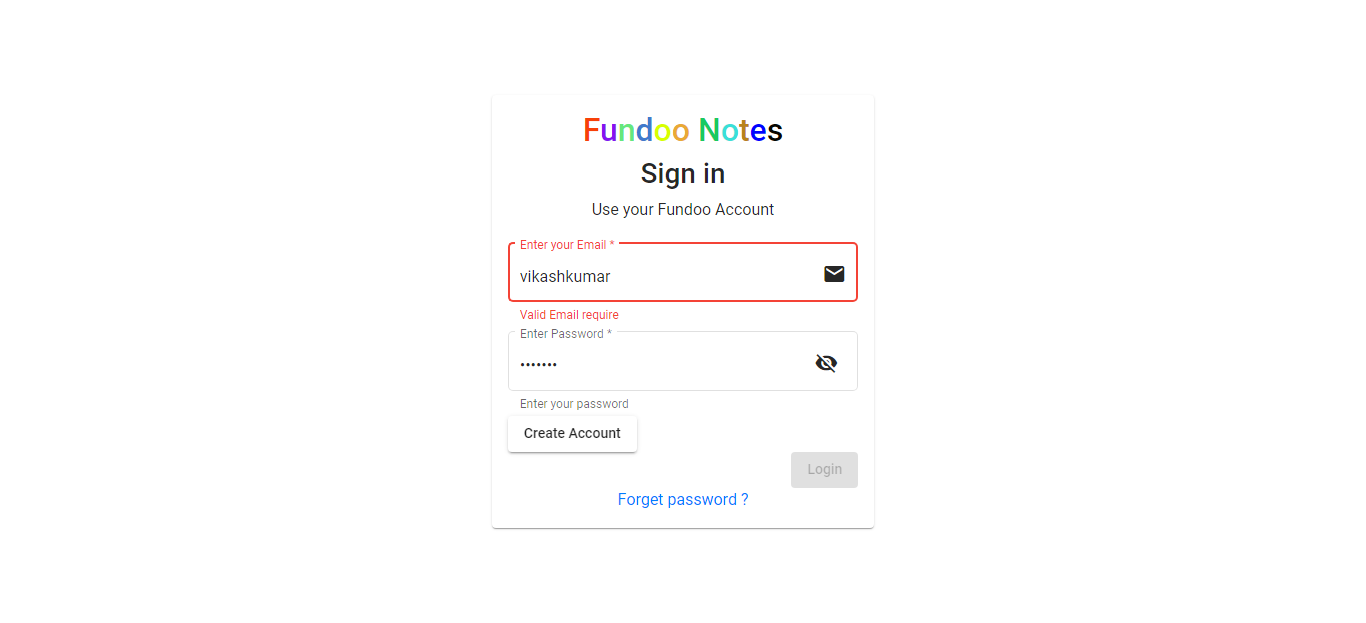 Fundoo Notes
Sign in
Use your Fundoo Account
Enter your Email *
vikashkumar
Valid Email require
Enter Password *
•••••••
Enter your password
Create Account
Login
Forget password ?